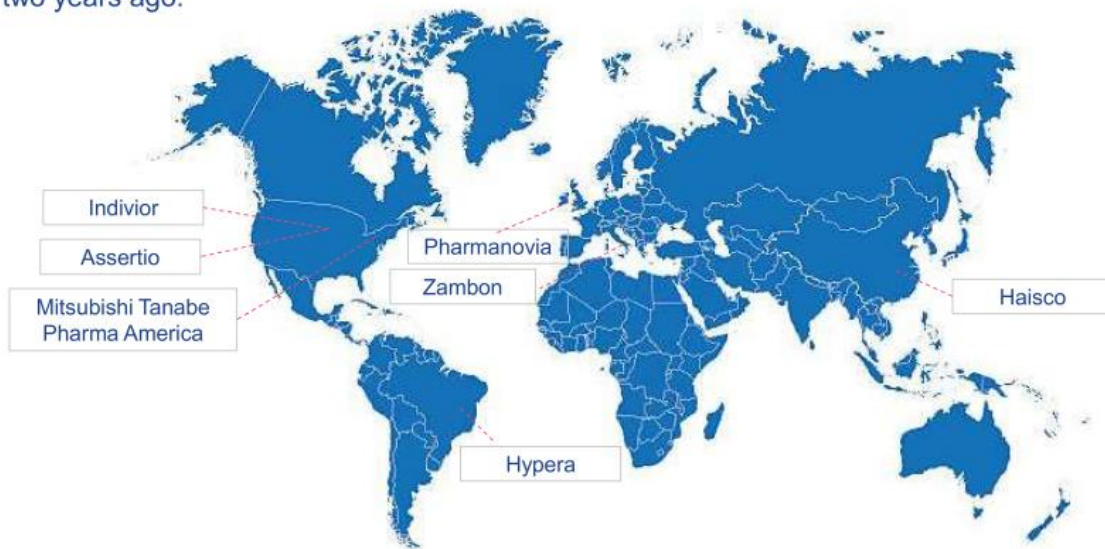 two years ago.
Indivior
Assertio
Mitsubishi Tanabe
Pharma America
Pharmanovia
Zambon
Haisco
Hypera